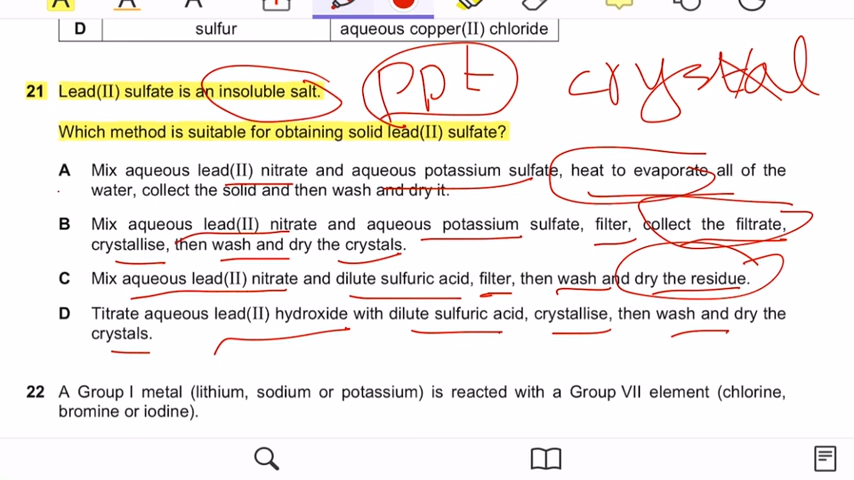 D sulfur aqueous copper(II) chloride
ppt crystal
21 Lead(II) sulfate is an insoluble salt.
Which method is suitable for obtaining solid lead(II) sulfate?
A Mix aqueous lead(II) nitrate and aqueous potassium sulfate, heat to evaporate all of the
water, collect the solid and then wash and dry it.
B Mix aqueous lead(II) nitrate and aqueous potassium sulfate, filter, collect the filtrate,
crystallise, then wash and dry the crystals.
C Mix aqueous lead(II) nitrate and dilute sulfuric acid, filter, then wash and dry the residue.
D Titrate aqueous lead(II) hydroxide with dilute sulfuric acid, crystallise, then wash and dry the
crystals.
22 A Group I metal (lithium, sodium or potassium) is reacted with a Group VII element (chlorine,
bromine or iodine).